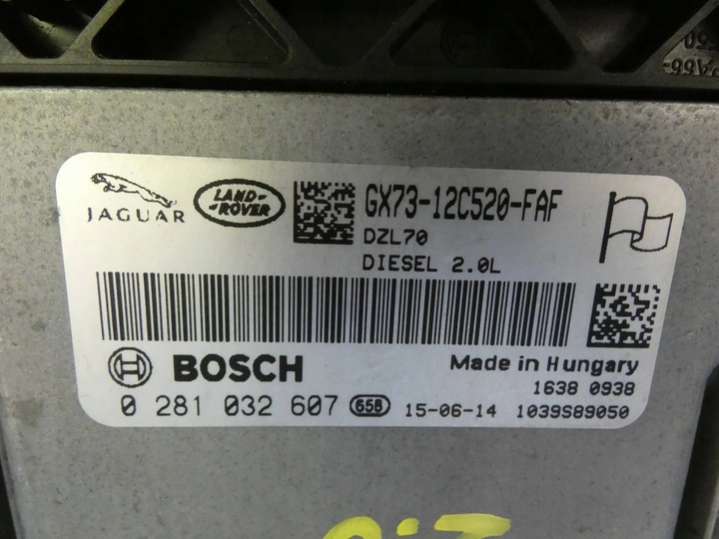 JAGUAR
LAND-
ROVER
GX73-12C520-FAF
DZL70
DIESEL 2.0L
BOSCH
Made in Hungary
1638 0938
0 281 032 607 65B 15-06-14 1039S89050